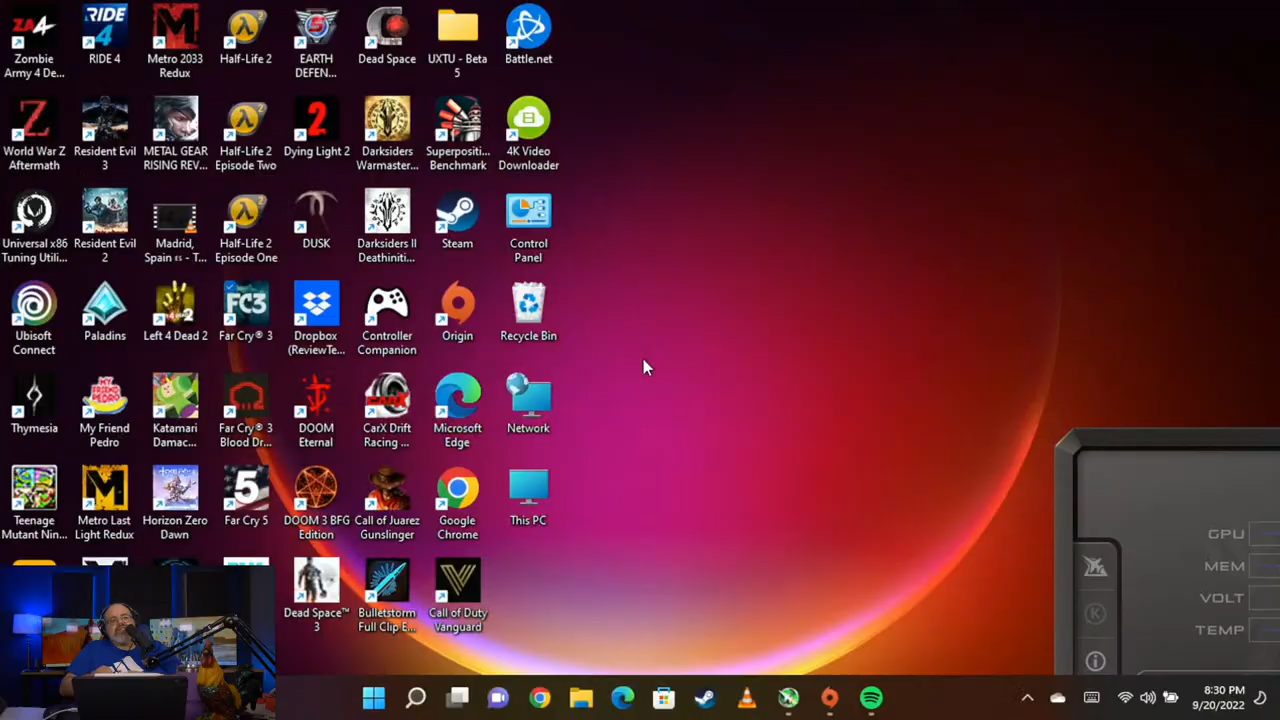 Zombie
Army 4 De...
RIDE 4
Metro 2033
Redux
Half-Life 2
EARTH
DEFEN...
Dead Space
UXTU - Beta
5
Battle.net
World War Z
Aftermath
Resident Evil
3
METAL GEAR
RISING REV...
Half-Life 2
Episode Two
Dying Light 2
Darksiders
Warmaster...
Superpositi...
Benchmark
4K Video
Downloader
Universal x86
Tuning Utili...
Resident Evil
2
Madrid,
Spain 🇪🇸 - T...
Half-Life 2
Episode One
DUSK
Darksiders II
Deathiniti...
Steam
Control
Panel
Ubisoft
Connect
Paladins
Left 4 Dead 2
Far Cry® 3
Dropbox
(ReviewTe...
Controller
Companion
Origin
Recycle Bin
Thymesia
My Friend
Pedro
Katamari
Damac...
Far Cry® 3
Blood Dr...
DOOM
Eternal
CarX Drift
Racing ...
Microsoft
Edge
Network
Teenage
Mutant Nin...
Metro Last
Light Redux
Horizon Zero
Dawn
Far Cry 5
DOOM 3 BFG
Edition
Call of Juarez
Gunslinger
Google
Chrome
This PC
Dead Space™
3
Bulletstorm
Full Clip E...
Call of Duty
Vanguard
GPU
MEM
VOLT
TEMP
K
8:30 PM
9/20/2022